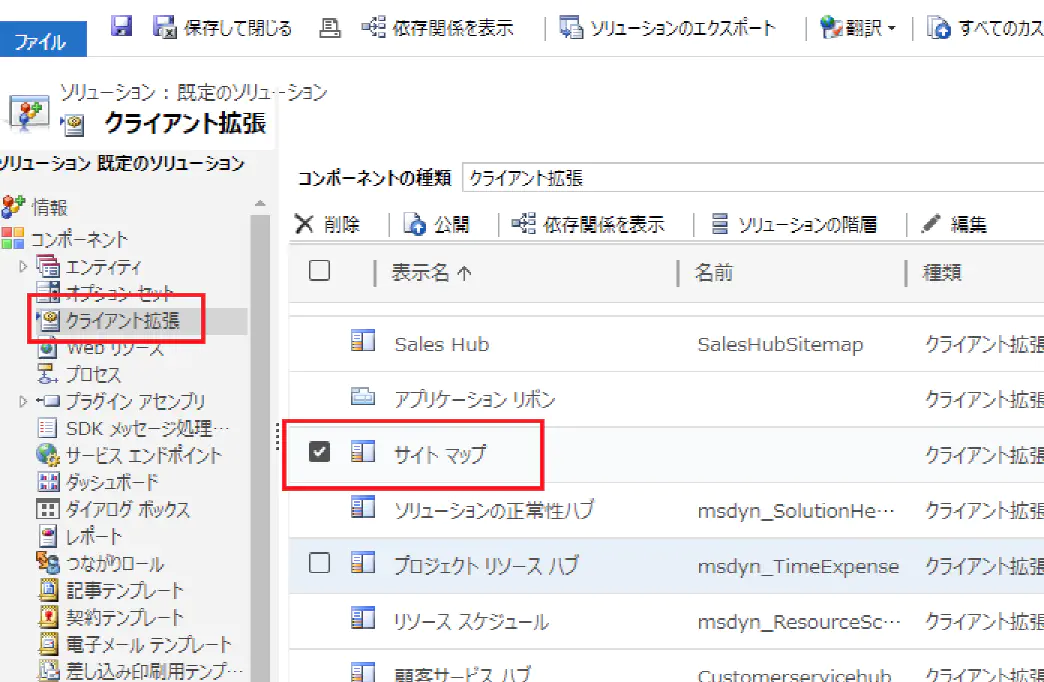 ファイル
保存して閉じる
依存関係を表示
ソリューションのエクスポート
翻訳
すべてのカス
ソリューション : 既定のソリューション
クライアント拡張
ソリューション 既定のソリューション
情報
コンポーネント
エンティティ
オプション セット
クライアント拡張
Web リソース
プロセス
プラグイン アセンブリ
SDK メッセージ処理…
サービス エンドポイント
ダッシュボード
ダイアログ ボックス
レポート
つながりロール
記事テンプレート
契約テンプレート
電子メール テンプレート
差し込み印刷用テンプ…
コンポーネントの種類 クライアント拡張
削除 公開 依存関係を表示 ソリューションの階層 編集
表示名 ↑ 名前 種類
Sales Hub SalesHubSitemap クライアント拡張
アプリケーション リボン クライアント拡張
サイト マップ クライアント拡張
ソリューションの正常性ハブ msdyn_SolutionHe… クライアント拡張
プロジェクト リソース ハブ msdyn_TimeExpense クライアント拡張
リソース スケジュール msdyn_ResourceSc… クライアント拡張
顧客サービス ハブ Customerservicehub クライアント拡張